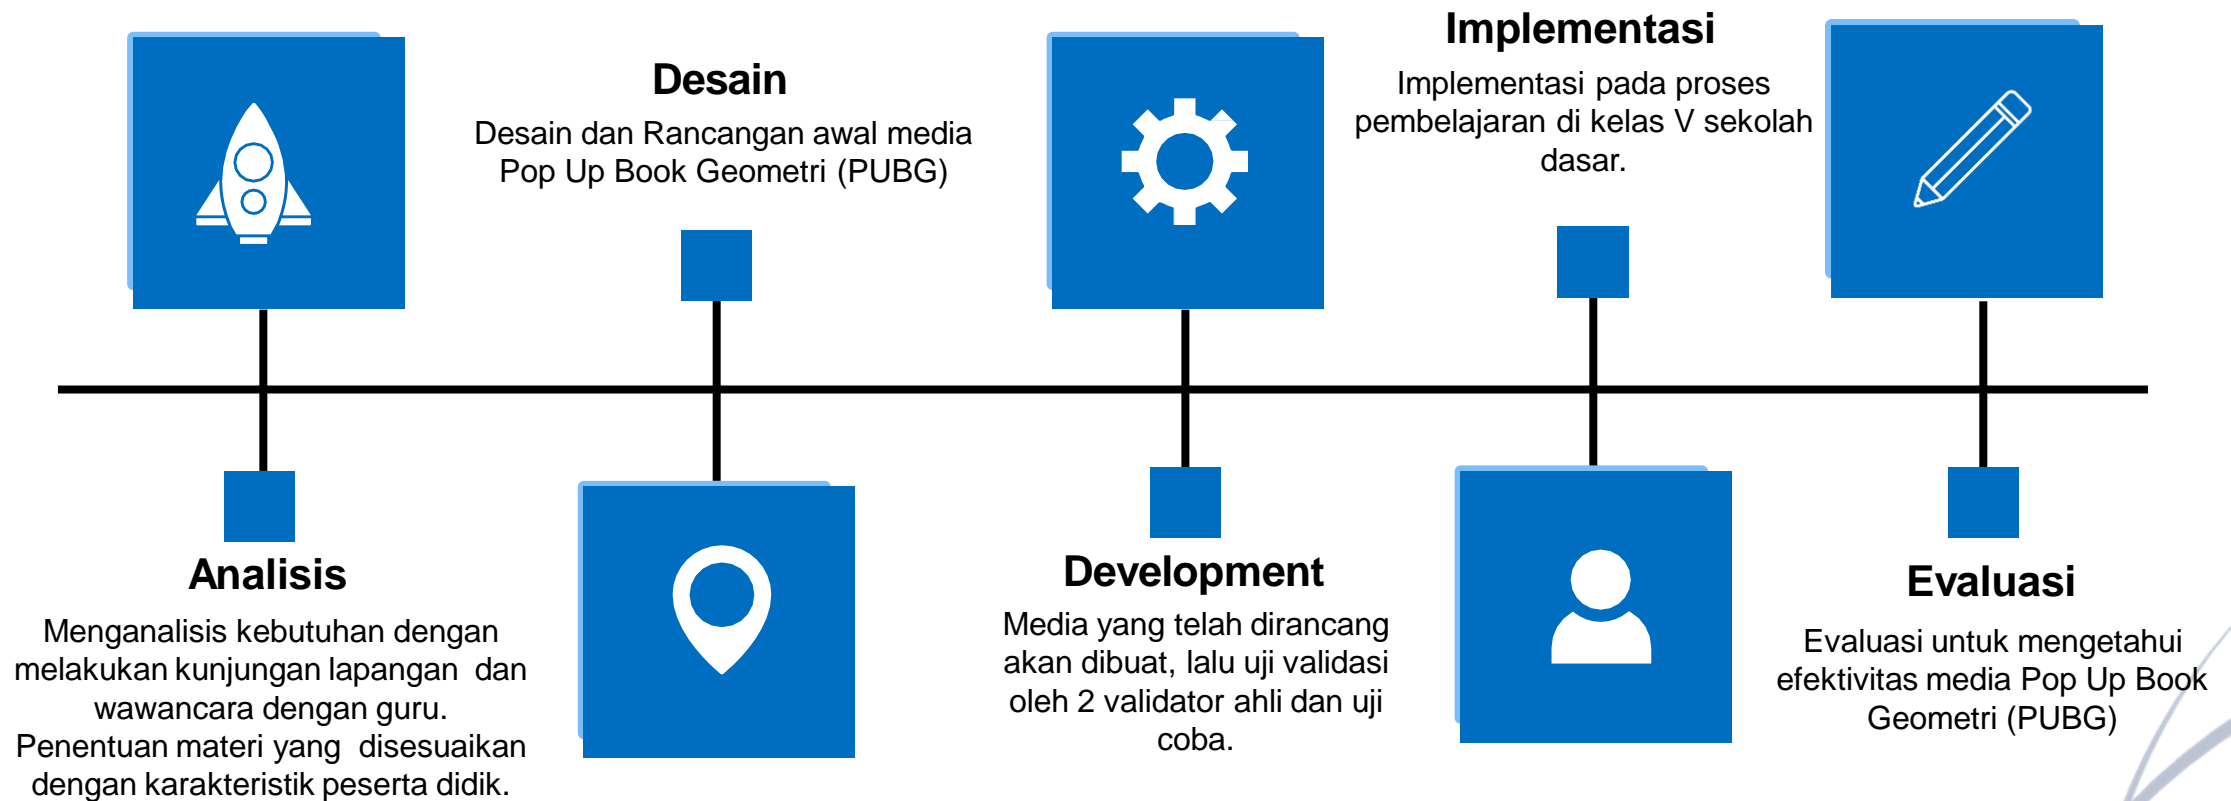 Analisis
Menganalisis kebutuhan dengan
melakukan kunjungan lapangan dan
wawancara dengan guru.
Penentuan materi yang disesuaikan
dengan karakteristik peserta didik.
Desain
Desain dan Rancangan awal media
Pop Up Book Geometri (PUBG)
Development
Media yang telah dirancang
akan dibuat, lalu uji validasi
oleh 2 validator ahli dan uji
coba.
Implementasi
Implementasi pada proses
pembelajaran di kelas V sekolah
dasar.
Evaluasi
Evaluasi untuk mengetahui
efektivitas media Pop Up Book
Geometri (PUBG)